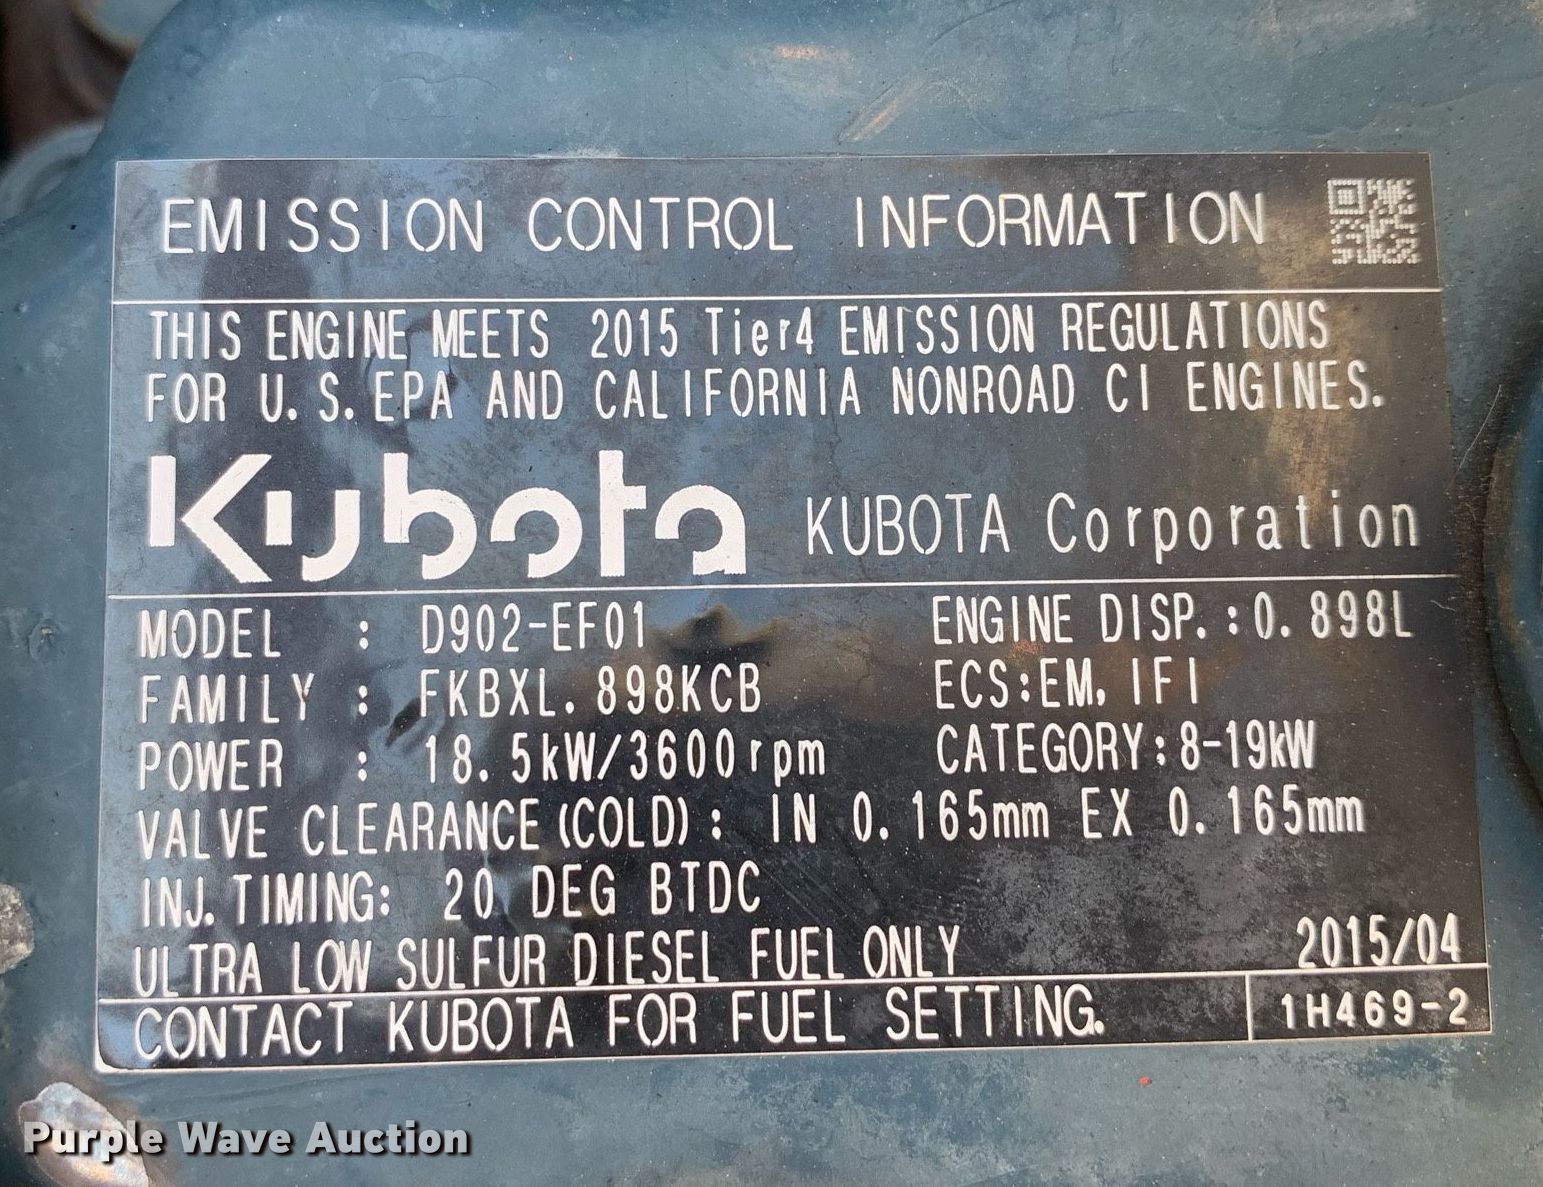 EMISSION CONTROL INFORMATION
THIS ENGINE MEETS 2015 Tier4 EMISSION REGULATIONS
FOR U.S.EPA AND CALIFORNIA NONROAD CI ENGINES.
Kubota KUBOTA Corporation
MODEL : D902-EF01 ENGINE DISP.:0.898L
FAMILY : FKBXL.898KCB ECS:EM,IFI
POWER : 18.5kW/3600rpm CATEGORY:8-19kW
VALVE CLEARANCE(COLD): IN 0.165mm EX 0.165mm
INJ.TIMING: 20 DEG BTDC
ULTRA LOW SULFUR DIESEL FUEL ONLY 2015/04
CONTACT KUBOTA FOR FUEL SETTING. 1H469-2
Purple Wave Auction